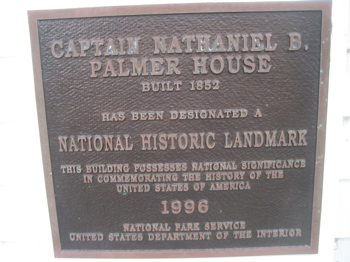 CAPTAIN NATHANIEL B.
PALMER HOUSE
BUILT 1852
HAS BEEN DESIGNATED A
NATIONAL HISTORIC LANDMARK
THIS BUILDING POSSESSES NATIONAL SIGNIFICANCE
IN COMMEMORATING THE HISTORY OF THE
UNITED STATES OF AMERICA
1996
NATIONAL PARK SERVICE
UNITED STATES DEPARTMENT OF THE INTERIOR